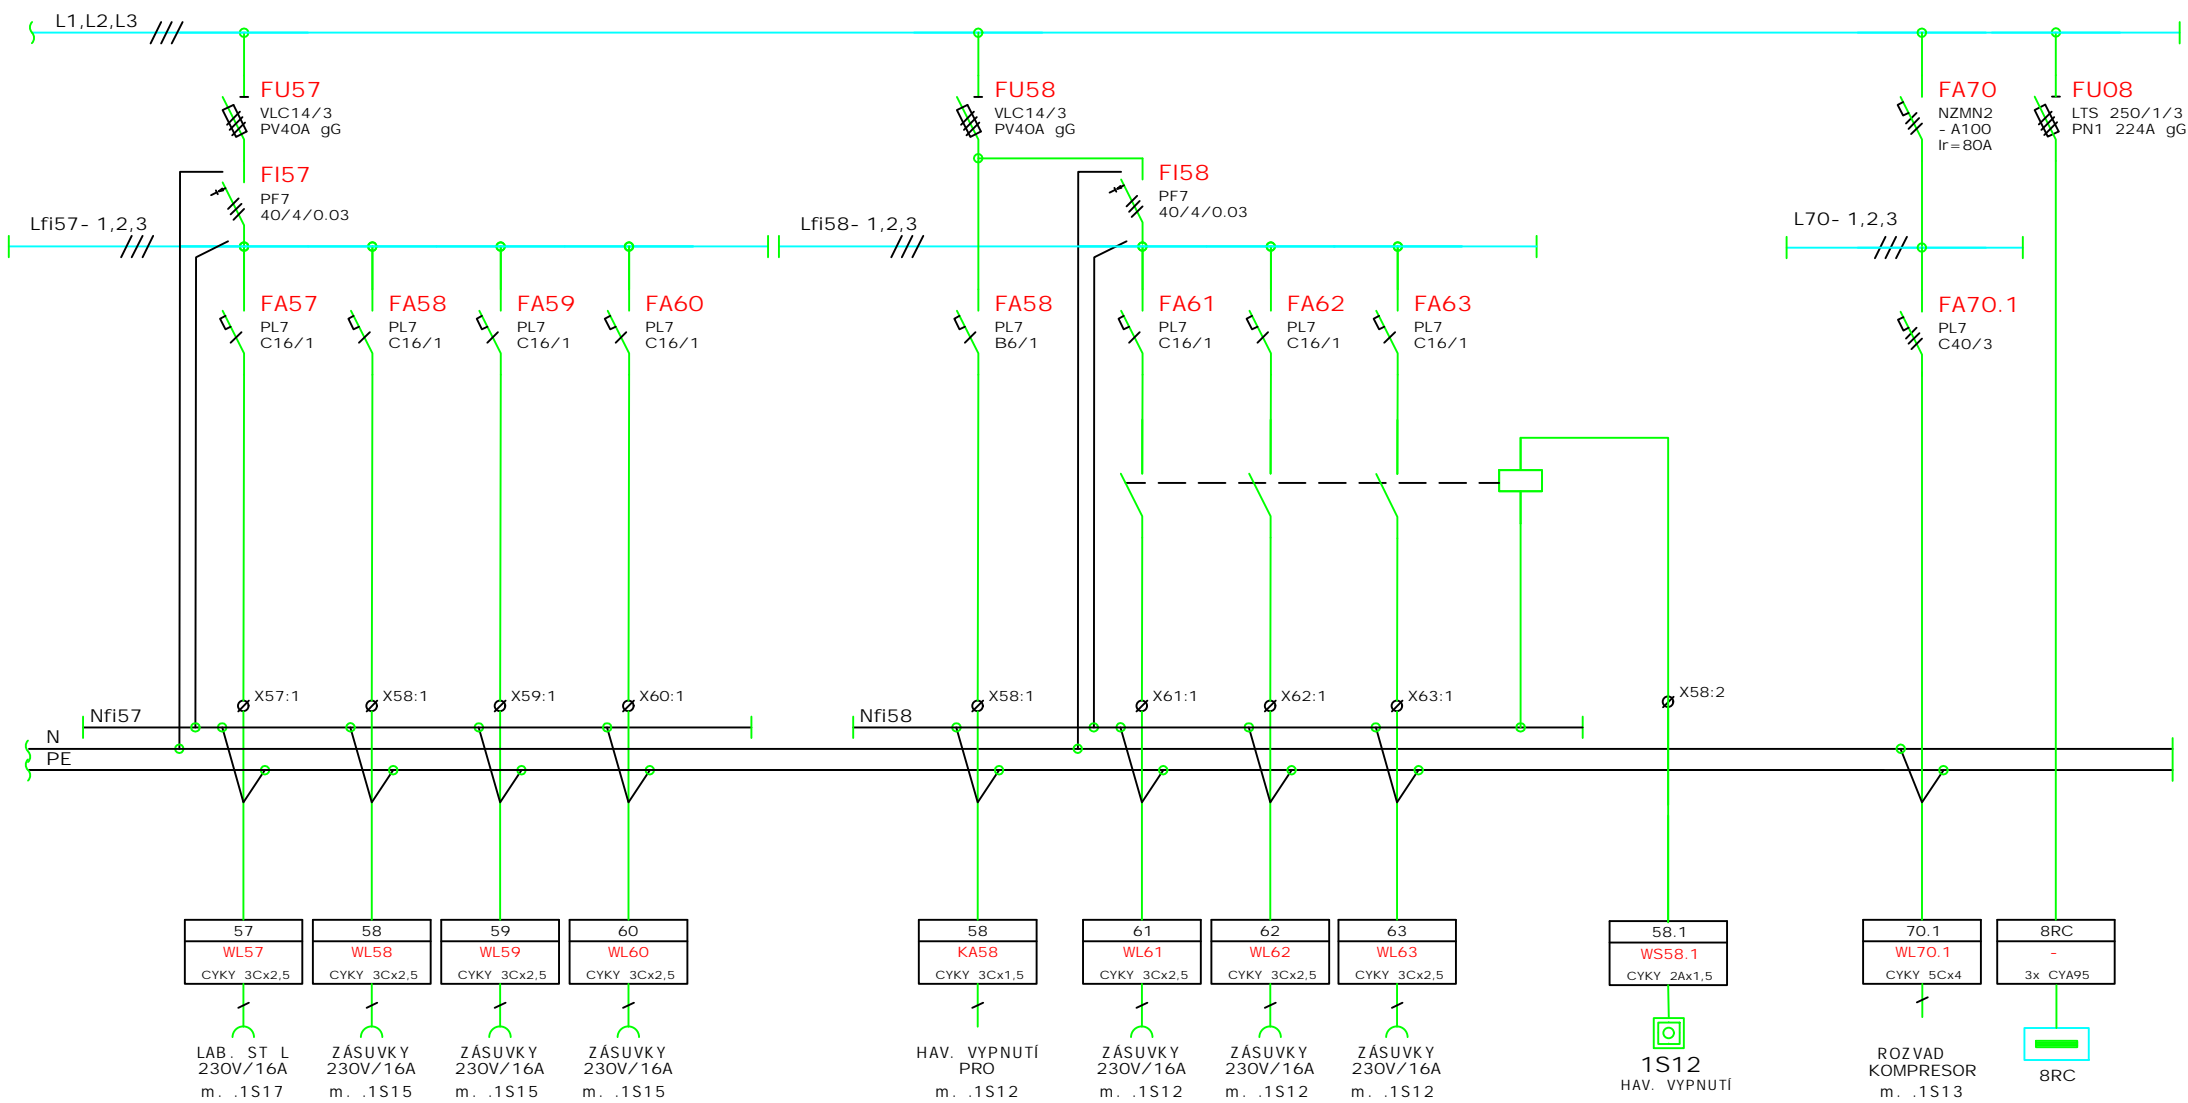 L1,L2,L3
FU57
VLC14/3
PV40A gG
FU58
VLC14/3
PV40A gG
FA70
NZMN2
- A100
Ir=80A
FU08
LTS 250/1/3
PN1 224A gG
FI57
PF7
40/4/0.03
FI58
PF7
40/4/0.03
Lfi57- 1,2,3
Lfi58- 1,2,3
L70- 1,2,3
FA57
PL7
C16/1
FA58
PL7
C16/1
FA59
PL7
C16/1
FA60
PL7
C16/1
FA58
PL7
B6/1
FA61
PL7
C16/1
FA62
PL7
C16/1
FA63
PL7
C16/1
FA70.1
PL7
C40/3
X57:1
X58:1
X59:1
X60:1
X58:1
X61:1
X62:1
X63:1
X58:2
Nfi57
Nfi58
N
PE
57
WL57
CYKY 3Cx2,5
58
WL58
CYKY 3Cx2,5
59
WL59
CYKY 3Cx2,5
60
WL60
CYKY 3Cx2,5
58
KA58
CYKY 3Cx1,5
61
WL61
CYKY 3Cx2,5
62
WL62
CYKY 3Cx2,5
63
WL63
CYKY 3Cx2,5
58.1
WS58.1
CYKY 2Ax1,5
70.1
WL70.1
CYKY 5Cx4
8RC
-
3x CYA95
LAB. ST L
230V/16A
m. .1S17
ZÁSUVKY
230V/16A
m. .1S15
ZÁSUVKY
230V/16A
m. .1S15
ZÁSUVKY
230V/16A
m. .1S15
HAV. VYPNUTÍ
PRO
m. .1S12
ZÁSUVKY
230V/16A
m. .1S12
ZÁSUVKY
230V/16A
m. .1S12
ZÁSUVKY
230V/16A
m. .1S12
1S12
HAV. VYPNUTÍ
ROZVAD
KOMPRESOR
m. .1S13
8RC